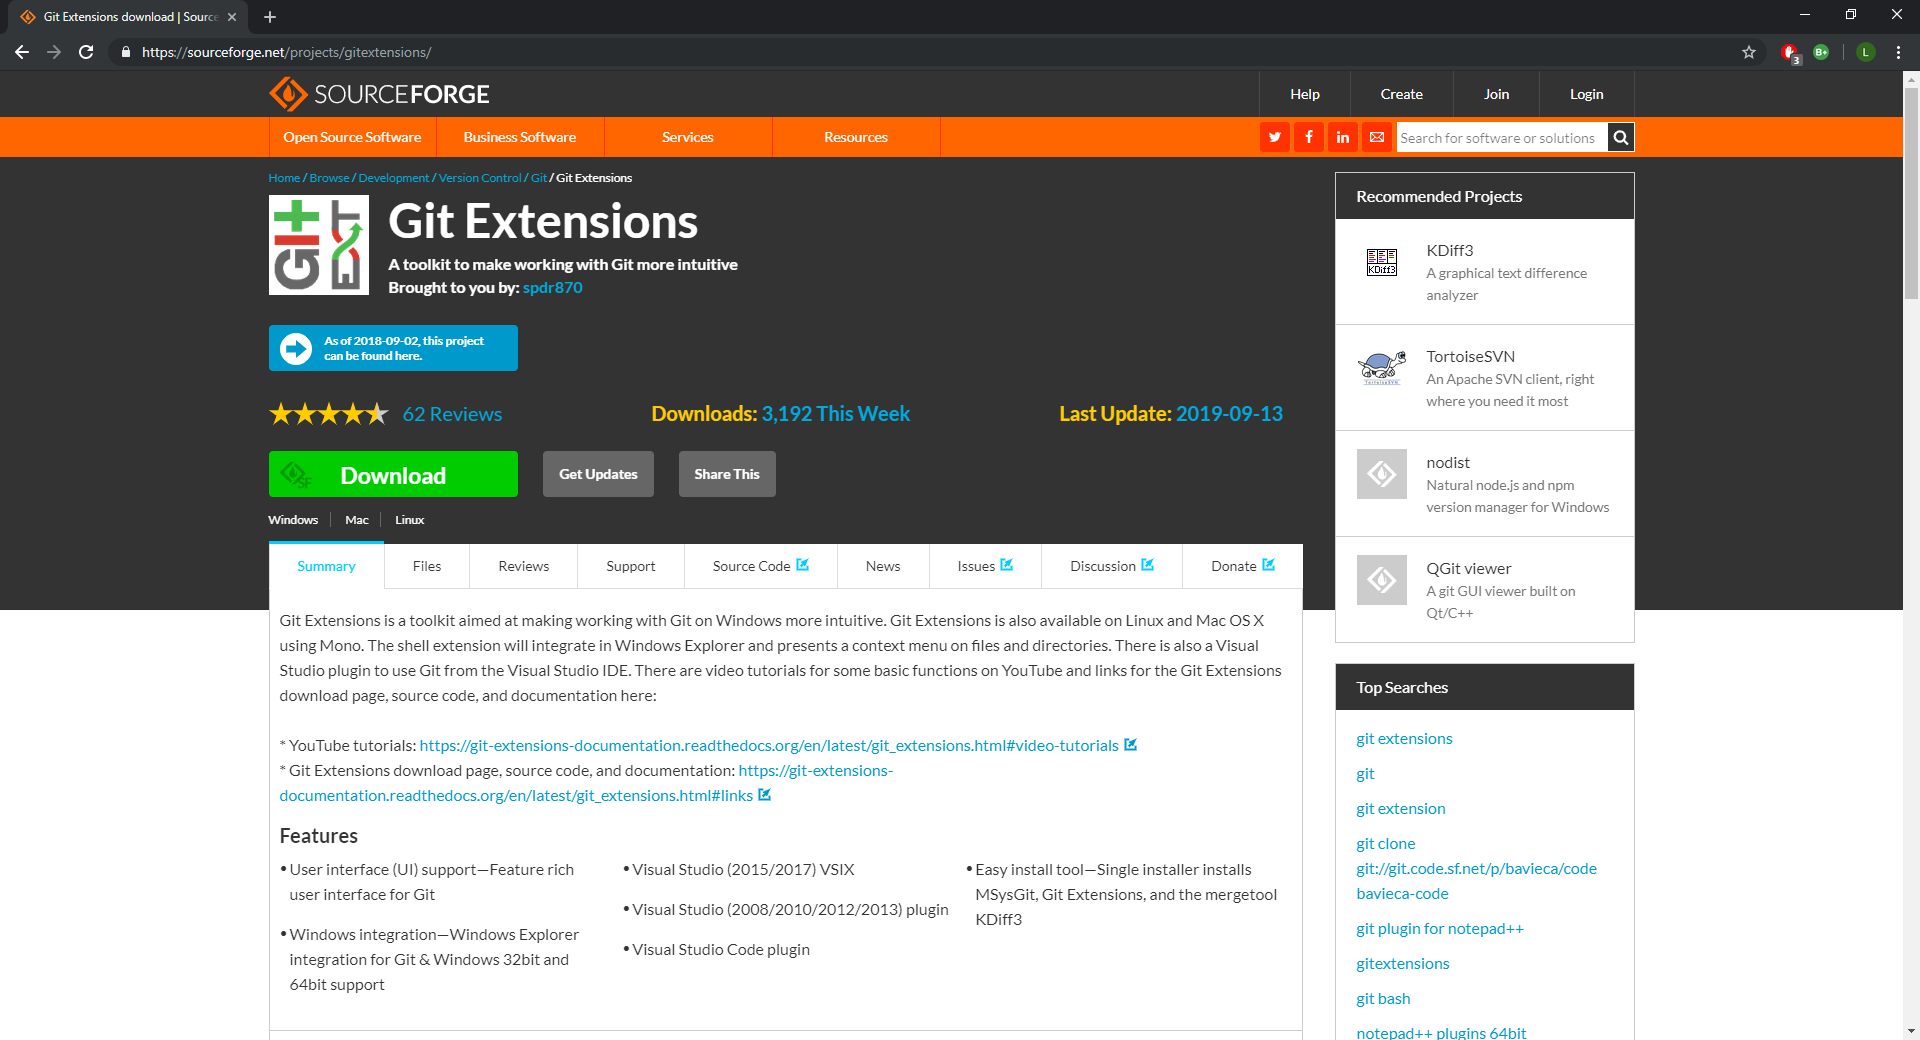 Git Extensions download | Source
https://sourceforge.net/projects/gitextensions/
3
B+
L
SOURCEFORGE
Help
Create
Join
Login
Open Source Software
Business Software
Services
Resources
Search for software or solutions
Home / Browse / Development / Version Control / Git / Git Extensions
Git Extensions
A toolkit to make working with Git more intuitive
Brought to you by: spdr870
As of 2018-09-02, this project
can be found here.
62 Reviews
Downloads: 3,192 This Week
Last Update: 2019-09-13
SF
Download
Get Updates
Share This
Windows
Mac
Linux
Summary
Files
Reviews
Support
Source Code
News
Issues
Discussion
Donate
Git Extensions is a toolkit aimed at making working with Git on Windows more intuitive. Git Extensions is also available on Linux and Mac OS X
using Mono. The shell extension will integrate in Windows Explorer and presents a context menu on files and directories. There is also a Visual
Studio plugin to use Git from the Visual Studio IDE. There are video tutorials for some basic functions on YouTube and links for the Git Extensions
download page, source code, and documentation here:
* YouTube tutorials: https://git-extensions-documentation.readthedocs.org/en/latest/git_extensions.html#video-tutorials
* Git Extensions download page, source code, and documentation: https://git-extensions-
documentation.readthedocs.org/en/latest/git_extensions.html#links
Features
• User interface (UI) support—Feature rich
user interface for Git
• Windows integration—Windows Explorer
integration for Git & Windows 32bit and
64bit support
• Visual Studio (2015/2017) VSIX
• Visual Studio (2008/2010/2012/2013) plugin
• Visual Studio Code plugin
• Easy install tool—Single installer installs
MSysGit, Git Extensions, and the mergetool
KDiff3
Recommended Projects
KDiff3
KDiff3
A graphical text difference
analyzer
TortoiseSVN
TortoiseSVN
An Apache SVN client, right
where you need it most
nodist
Natural node.js and npm
version manager for Windows
QGit viewer
A git GUI viewer built on
Qt/C++
Top Searches
git extensions
git
git extension
git clone
git://git.code.sf.net/p/bavieca/code
bavieca-code
git plugin for notepad++
gitextensions
git bash
notepad++ plugins 64bit
GIT
EXT